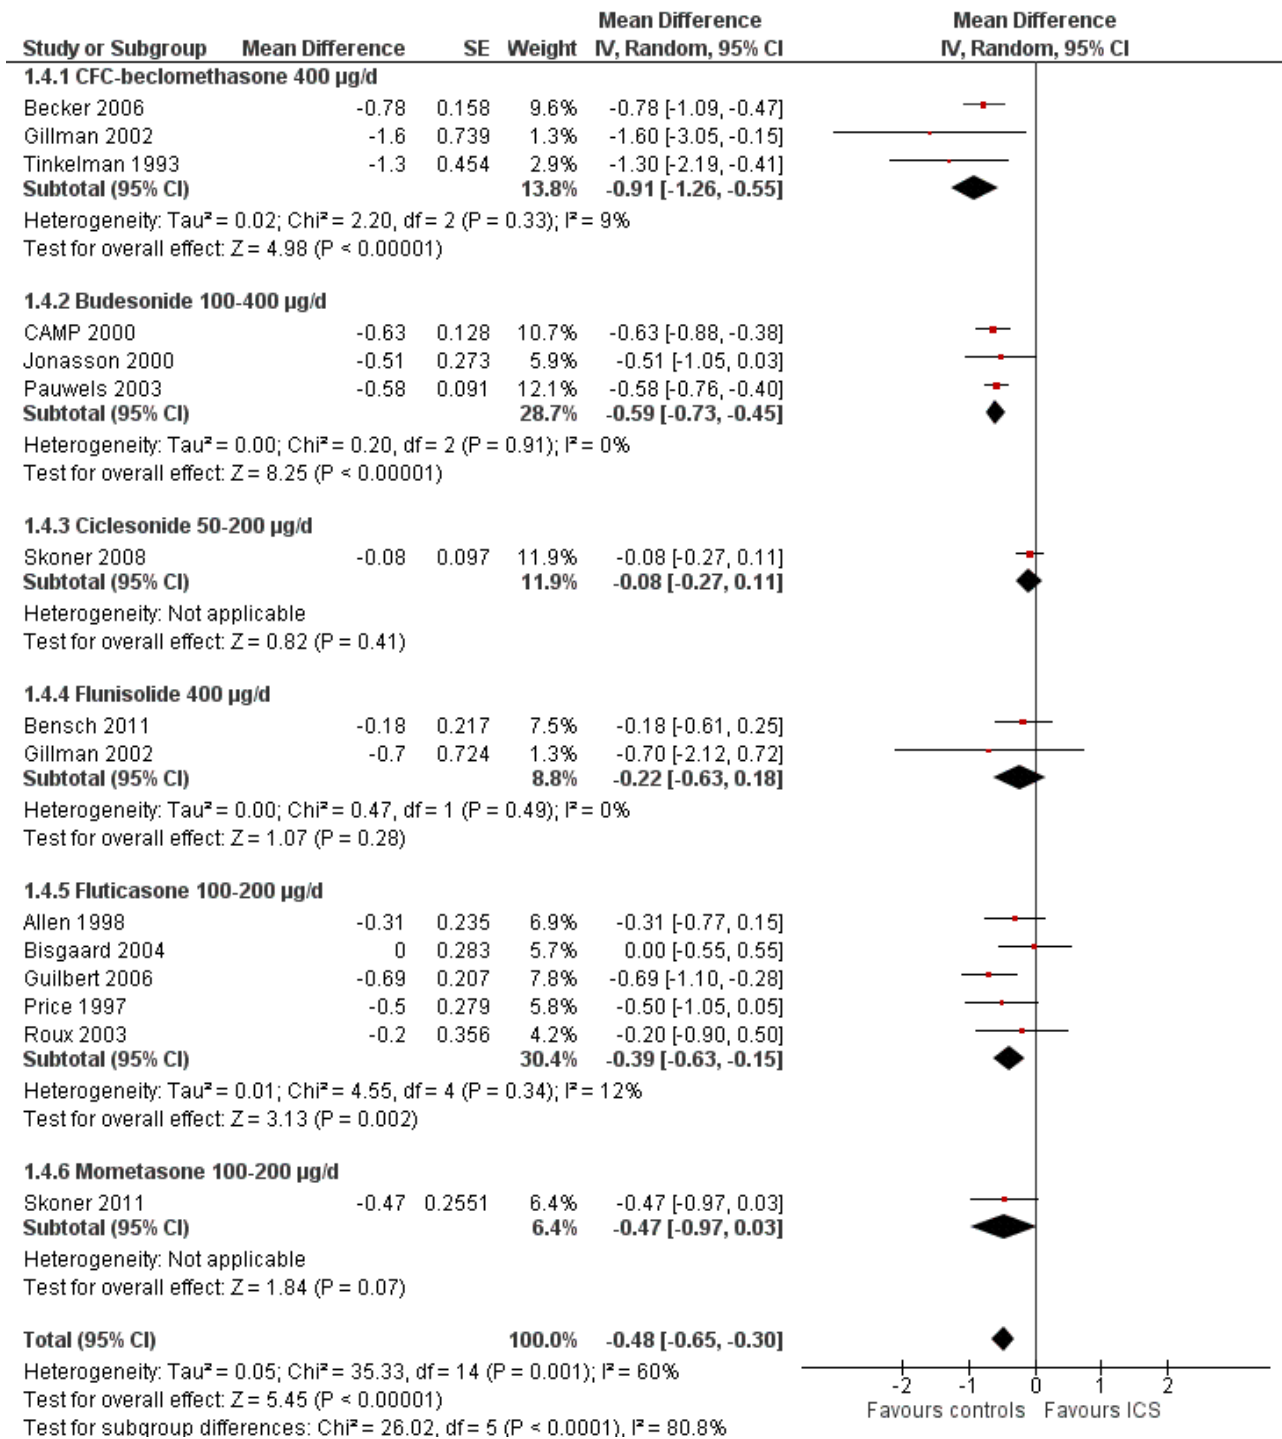 Mean Difference Mean Difference
Study or Subgroup Mean Difference SE Weight IV, Random, 95% CI IV, Random, 95% CI
1.4.1 CFC-beclomethasone 400 µg/d
Becker 2006 -0.78 0.158 9.6% -0.78 [-1.09, -0.47]
Gillman 2002 -1.6 0.739 1.3% -1.60 [-3.05, -0.15]
Tinkelman 1993 -1.3 0.454 2.9% -1.30 [-2.19, -0.41]
Subtotal (95% CI) 13.8% -0.91 [-1.26, -0.55]
Heterogeneity: Tau² = 0.02; Chi² = 2.20, df = 2 (P = 0.33); I² = 9%
Test for overall effect: Z = 4.98 (P < 0.00001)
1.4.2 Budesonide 100-400 µg/d
CAMP 2000 -0.63 0.128 10.7% -0.63 [-0.88, -0.38]
Jonasson 2000 -0.51 0.273 5.9% -0.51 [-1.05, 0.03]
Pauwels 2003 -0.58 0.091 12.1% -0.58 [-0.76, -0.40]
Subtotal (95% CI) 28.7% -0.59 [-0.73, -0.45]
Heterogeneity: Tau² = 0.00; Chi² = 0.20, df = 2 (P = 0.91); I² = 0%
Test for overall effect: Z = 8.25 (P < 0.00001)
1.4.3 Ciclesonide 50-200 µg/d
Skoner 2008 -0.08 0.097 11.9% -0.08 [-0.27, 0.11]
Subtotal (95% CI) 11.9% -0.08 [-0.27, 0.11]
Heterogeneity: Not applicable
Test for overall effect: Z = 0.82 (P = 0.41)
1.4.4 Flunisolide 400 µg/d
Bensch 2011 -0.18 0.217 7.5% -0.18 [-0.61, 0.25]
Gillman 2002 -0.7 0.724 1.3% -0.70 [-2.12, 0.72]
Subtotal (95% CI) 8.8% -0.22 [-0.63, 0.18]
Heterogeneity: Tau² = 0.00; Chi² = 0.47, df = 1 (P = 0.49); I² = 0%
Test for overall effect: Z = 1.07 (P = 0.28)
1.4.5 Fluticasone 100-200 µg/d
Allen 1998 -0.31 0.235 6.9% -0.31 [-0.77, 0.15]
Bisgaard 2004 0 0.283 5.7% 0.00 [-0.55, 0.55]
Guilbert 2006 -0.69 0.207 7.8% -0.69 [-1.10, -0.28]
Price 1997 -0.5 0.279 5.8% -0.50 [-1.05, 0.05]
Roux 2003 -0.2 0.356 4.2% -0.20 [-0.90, 0.50]
Subtotal (95% CI) 30.4% -0.39 [-0.63, -0.15]
Heterogeneity: Tau² = 0.01; Chi² = 4.55, df = 4 (P = 0.34); I² = 12%
Test for overall effect: Z = 3.13 (P = 0.002)
1.4.6 Mometasone 100-200 µg/d
Skoner 2011 -0.47 0.2551 6.4% -0.47 [-0.97, 0.03]
Subtotal (95% CI) 6.4% -0.47 [-0.97, 0.03]
Heterogeneity: Not applicable
Test for overall effect: Z = 1.84 (P = 0.07)
Total (95% CI) 100.0% -0.48 [-0.65, -0.30]
Heterogeneity: Tau² = 0.05; Chi² = 35.33, df = 14 (P = 0.001); I² = 60%
Test for overall effect: Z = 5.45 (P < 0.00001)
Test for subgroup differences: Chi² = 26.02, df = 5 (P < 0.0001), I² = 80.8%
-2 -1 0 1 2
Favours controls Favours ICS